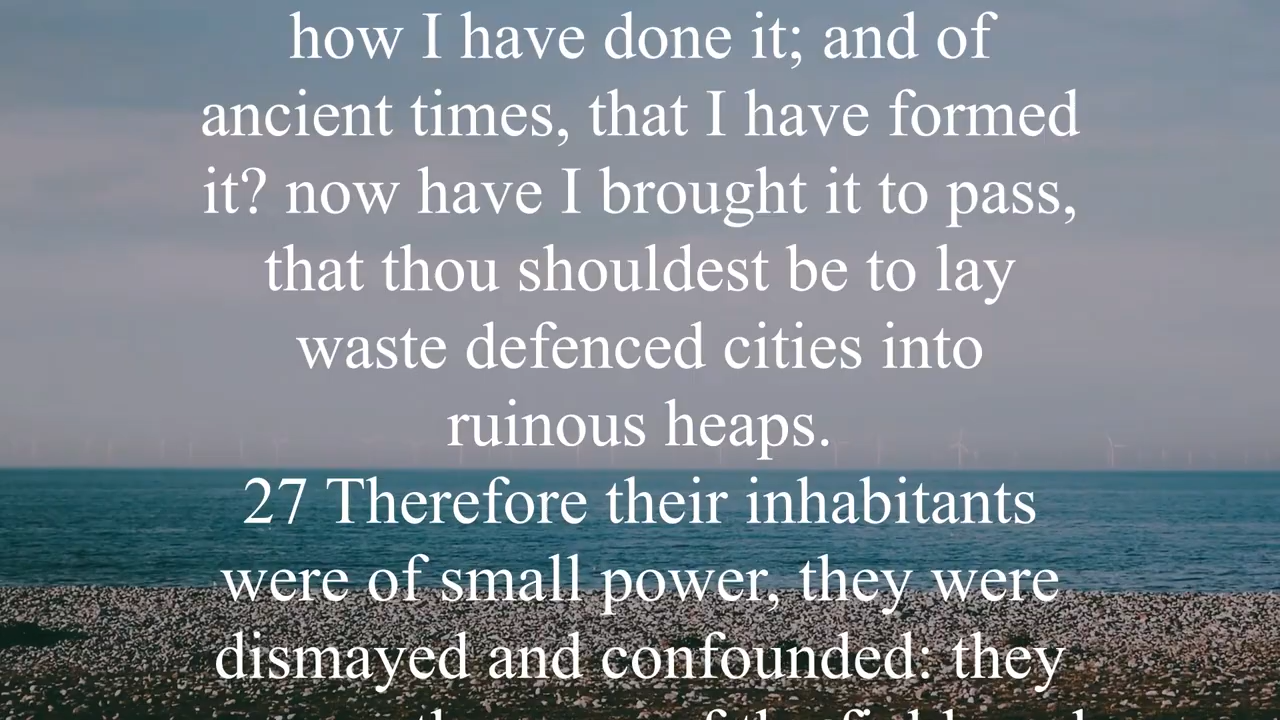 how I have done it; and of
ancient times, that I have formed
it? now have I brought it to pass,
that thou shouldest be to lay
waste defenced cities into
ruinous heaps.
27 Therefore their inhabitants
were of small power, they were
dismayed and confounded: they